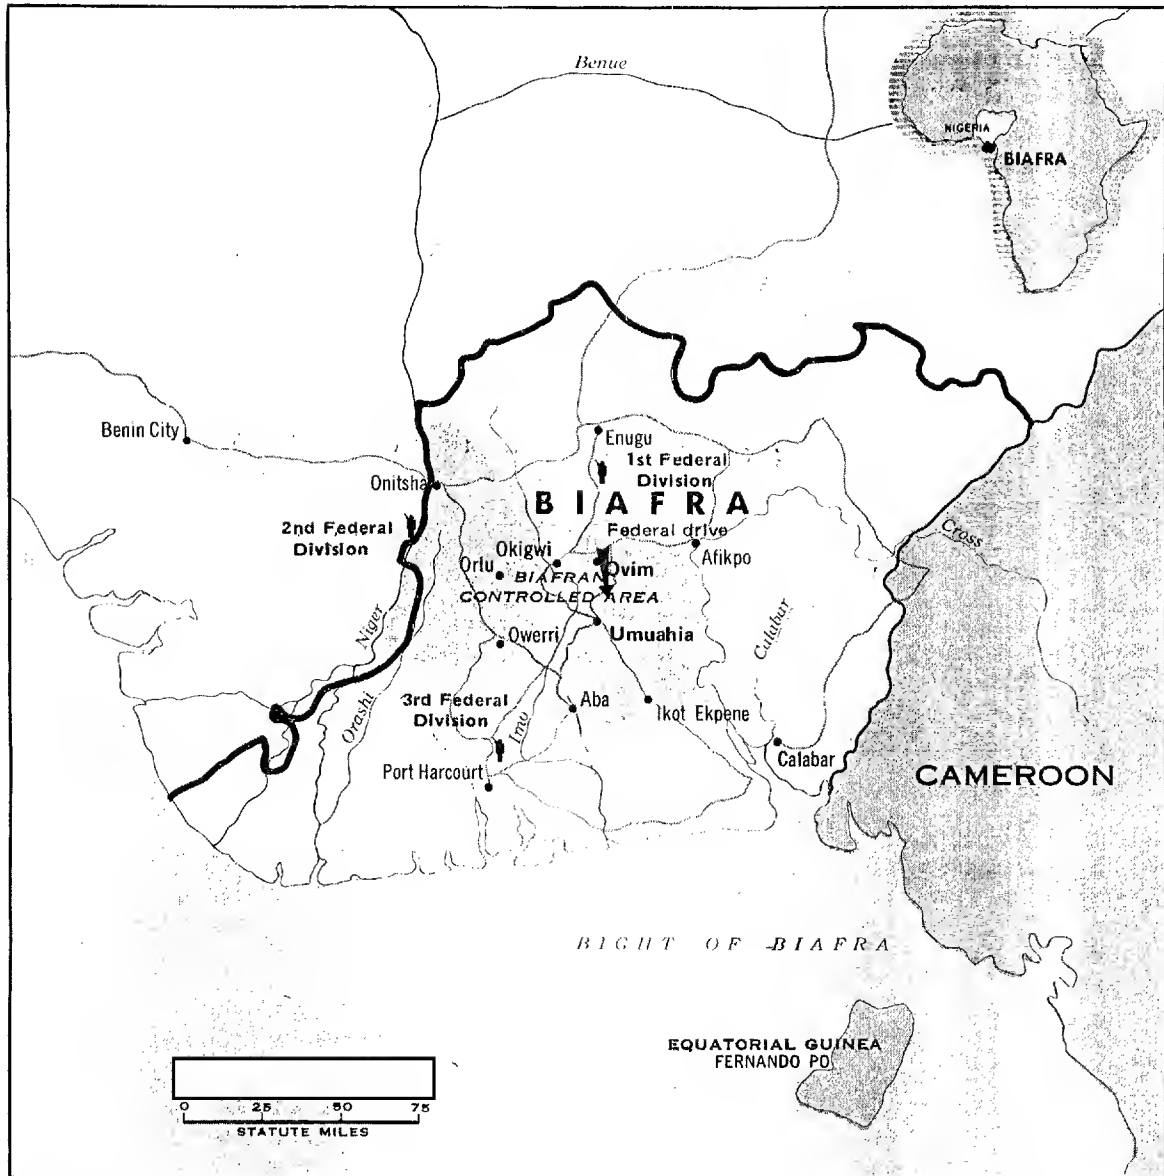 Benue
NIGERIA
BIAFRA
Benin City
Enugu
1st Federal
Division
Onitsha
BIAFRA
2nd Federal
Division
Federal drive
Okigwi
Afikpo
Cross
Orlu
Ovim
BIAFRAN
CONTROLLED AREA
Niger
Calabar
Owerri
Umuahia
Orashi
3rd Federal
Division
Imo
Aba
Ikot Ekpene
Port Harcourt
Calabar
CAMEROON
BIGHT OF BIAFRA
EQUATORIAL GUINEA
FERNANDO PO
0 25 50 75
STATUTE MILES